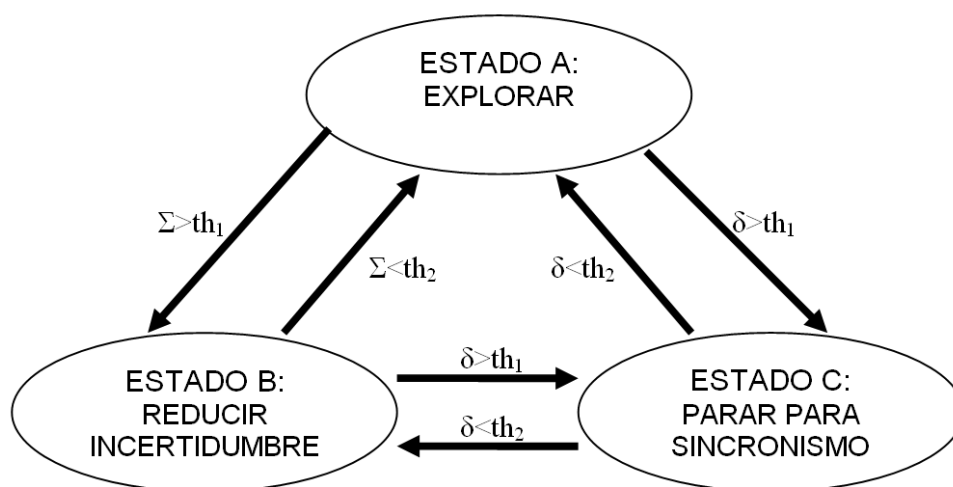 ESTADO A:
EXPLORAR
Σ>th₁
δ>th₁
Σ<th₂
δ<th₂
δ>th₁
δ<th₂
ESTADO B:
REDUCIR
INCERTIDUMBRE
ESTADO C:
PARAR PARA
SINCRONISMO